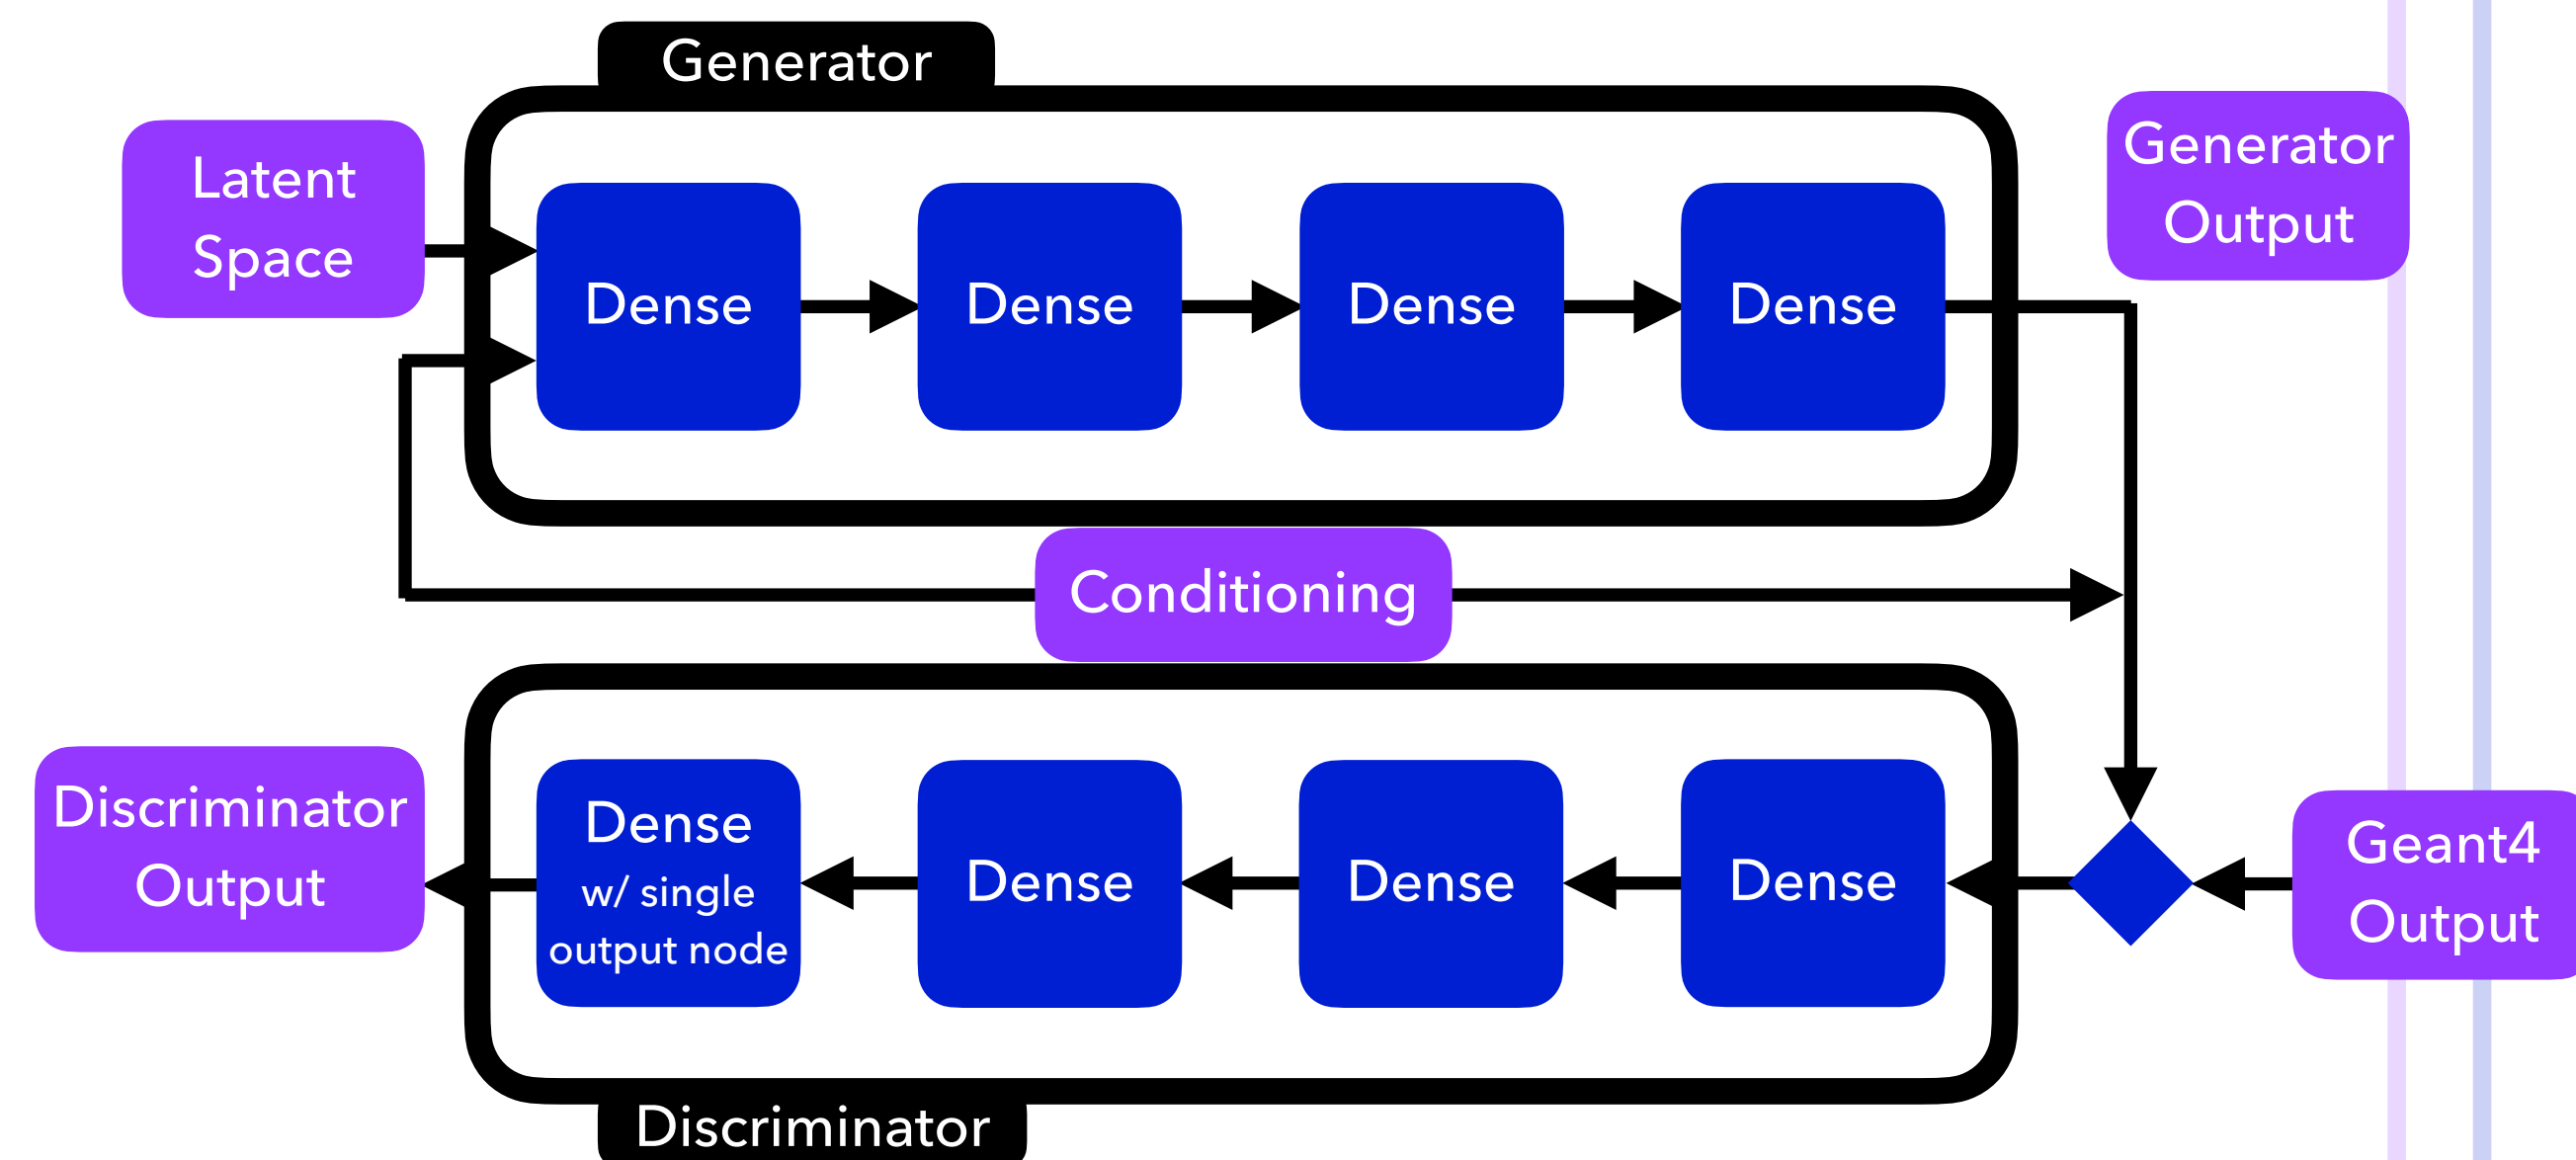 Generator
Latent
Space
Dense
Dense
Dense
Dense
Generator
Output
Conditioning
Discriminator
Output
Dense
w/ single
output node
Dense
Dense
Dense
Geant4
Output
Discriminator